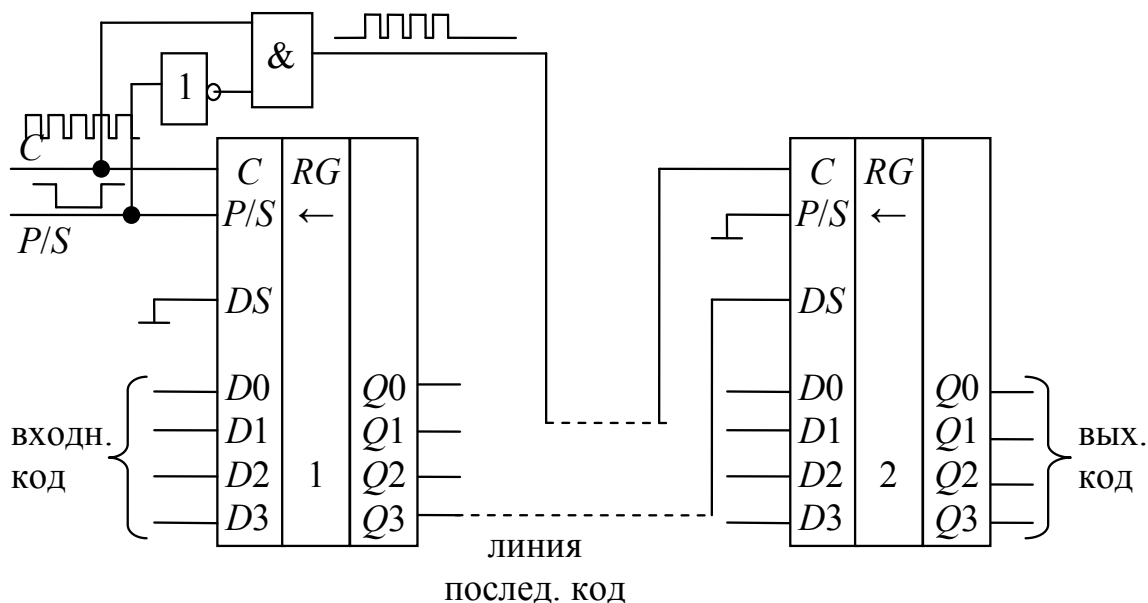 &
1
C
P/S
C RG
P/S ←
DS
D0
D1
D2 1
D3
Q0
Q1
Q2
Q3
входн.
код
линия
послед. код
C RG
P/S ←
DS
D0
D1
D2 2
D3
Q0
Q1
Q2
Q3
вых.
код